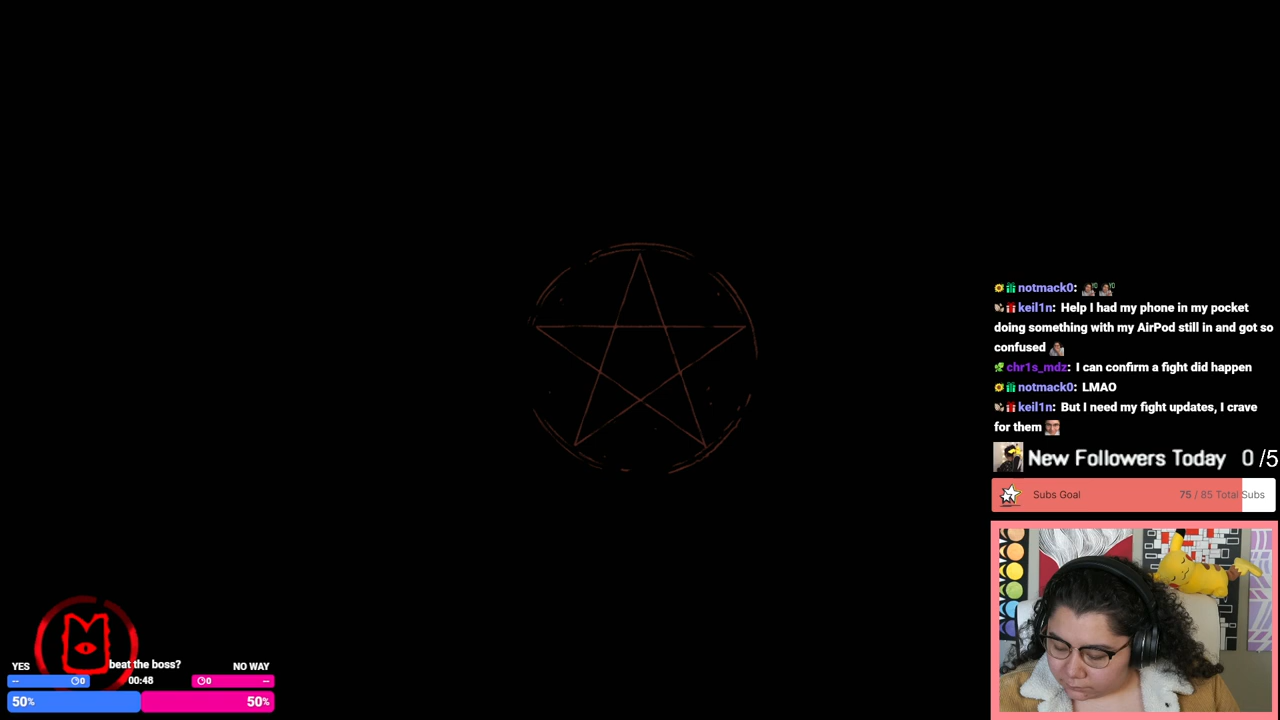 notmack0:
keil1n: Help I had my phone in my pocket
doing something with my AirPod still in and got so
confused
chr1s_mdz: I can confirm a fight did happen
notmack0: LMAO
keil1n: But I need my fight updates, I crave
for them
New Followers Today 0 /5
Subs Goal 75 / 85 Total Subs
beat the boss?
YES NO WAY
-- 0 00:48 0 --
50% 50%